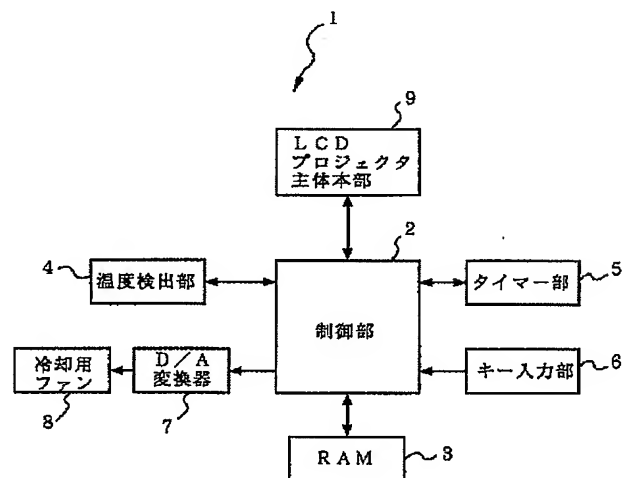 1
9
LCD
プロジェクタ
主体本部
2
4
温度検出部
タイマー部
5
制御部
冷却用
ファン
D/A
変換器
キー入力部
6
8
7
RAM
3